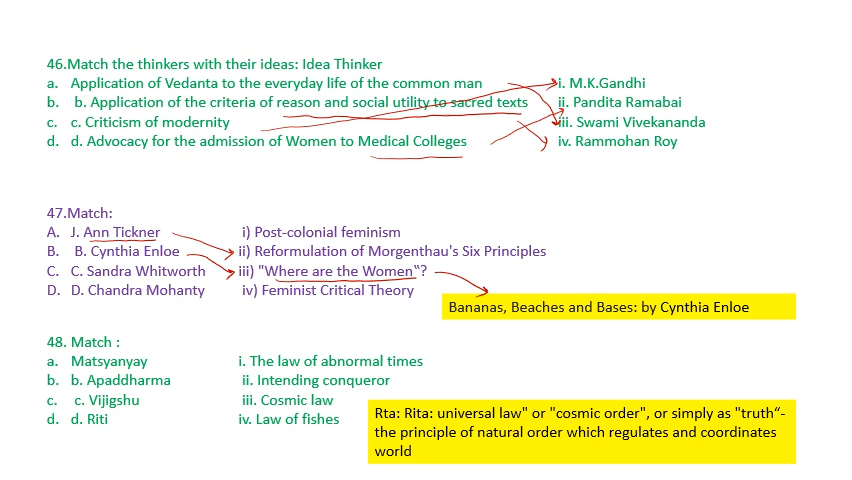 46.Match the thinkers with their ideas: Idea Thinker
a. Application of Vedanta to the everyday life of the common man i. M.K.Gandhi
b. b. Application of the criteria of reason and social utility to sacred texts ii. Pandita Ramabai
c. c. Criticism of modernity iii. Swami Vivekananda
d. d. Advocacy for the admission of Women to Medical Colleges iv. Rammohan Roy
47.Match:
A. J. Ann Tickner i) Post-colonial feminism
B. B. Cynthia Enloe ii) Reformulation of Morgenthau's Six Principles
C. C. Sandra Whitworth iii) "Where are the Women‟?
D. D. Chandra Mohanty iv) Feminist Critical Theory
Bananas, Beaches and Bases: by Cynthia Enloe
48. Match :
a. Matsyanyay i. The law of abnormal times
b. b. Apaddharma ii. Intending conqueror
c. c. Vijigshu iii. Cosmic law
d. d. Riti iv. Law of fishes
Rta: Rita: universal law" or "cosmic order", or simply as "truth“-
the principle of natural order which regulates and coordinates
world